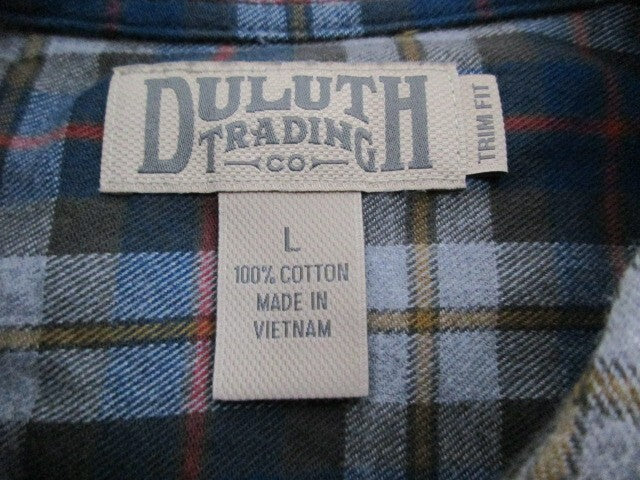 DULUTH
TRADING
CO
TRIM FIT
L
100% COTTON
MADE IN
VIETNAM